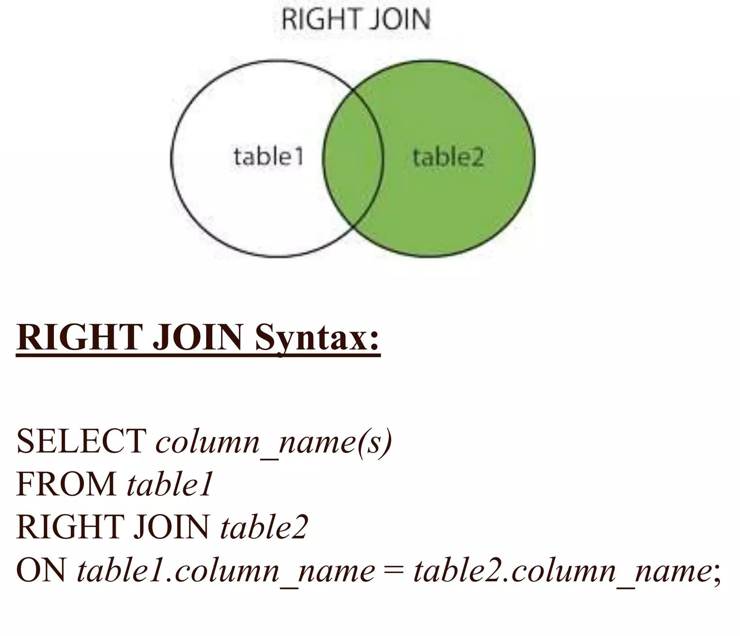 RIGHT JOIN
table1
table2
RIGHT JOIN Syntax:
SELECT column_name(s)
FROM table1
RIGHT JOIN table2
ON table1.column_name = table2.column_name;